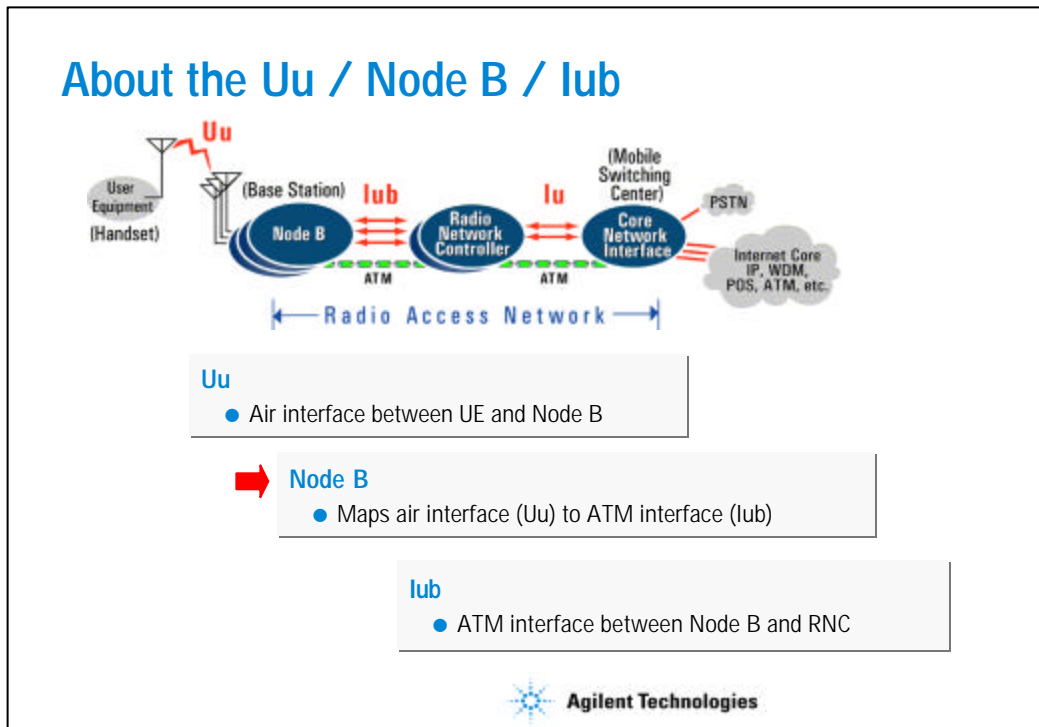 About the Uu / Node B / Iub
Uu
User
Equipment
(Handset)
(Base Station)
Node B
Iub
Radio
Network
Controller
Iu
(Mobile
Switching
Center)
Core
Network
Interface
PSTN
Internet Core
IP, WDM,
POS, ATM, etc.
ATM
ATM
Radio Access Network
Uu
● Air interface between UE and Node B
Node B
● Maps air interface (Uu) to ATM interface (Iub)
Iub
● ATM interface between Node B and RNC
Agilent Technologies